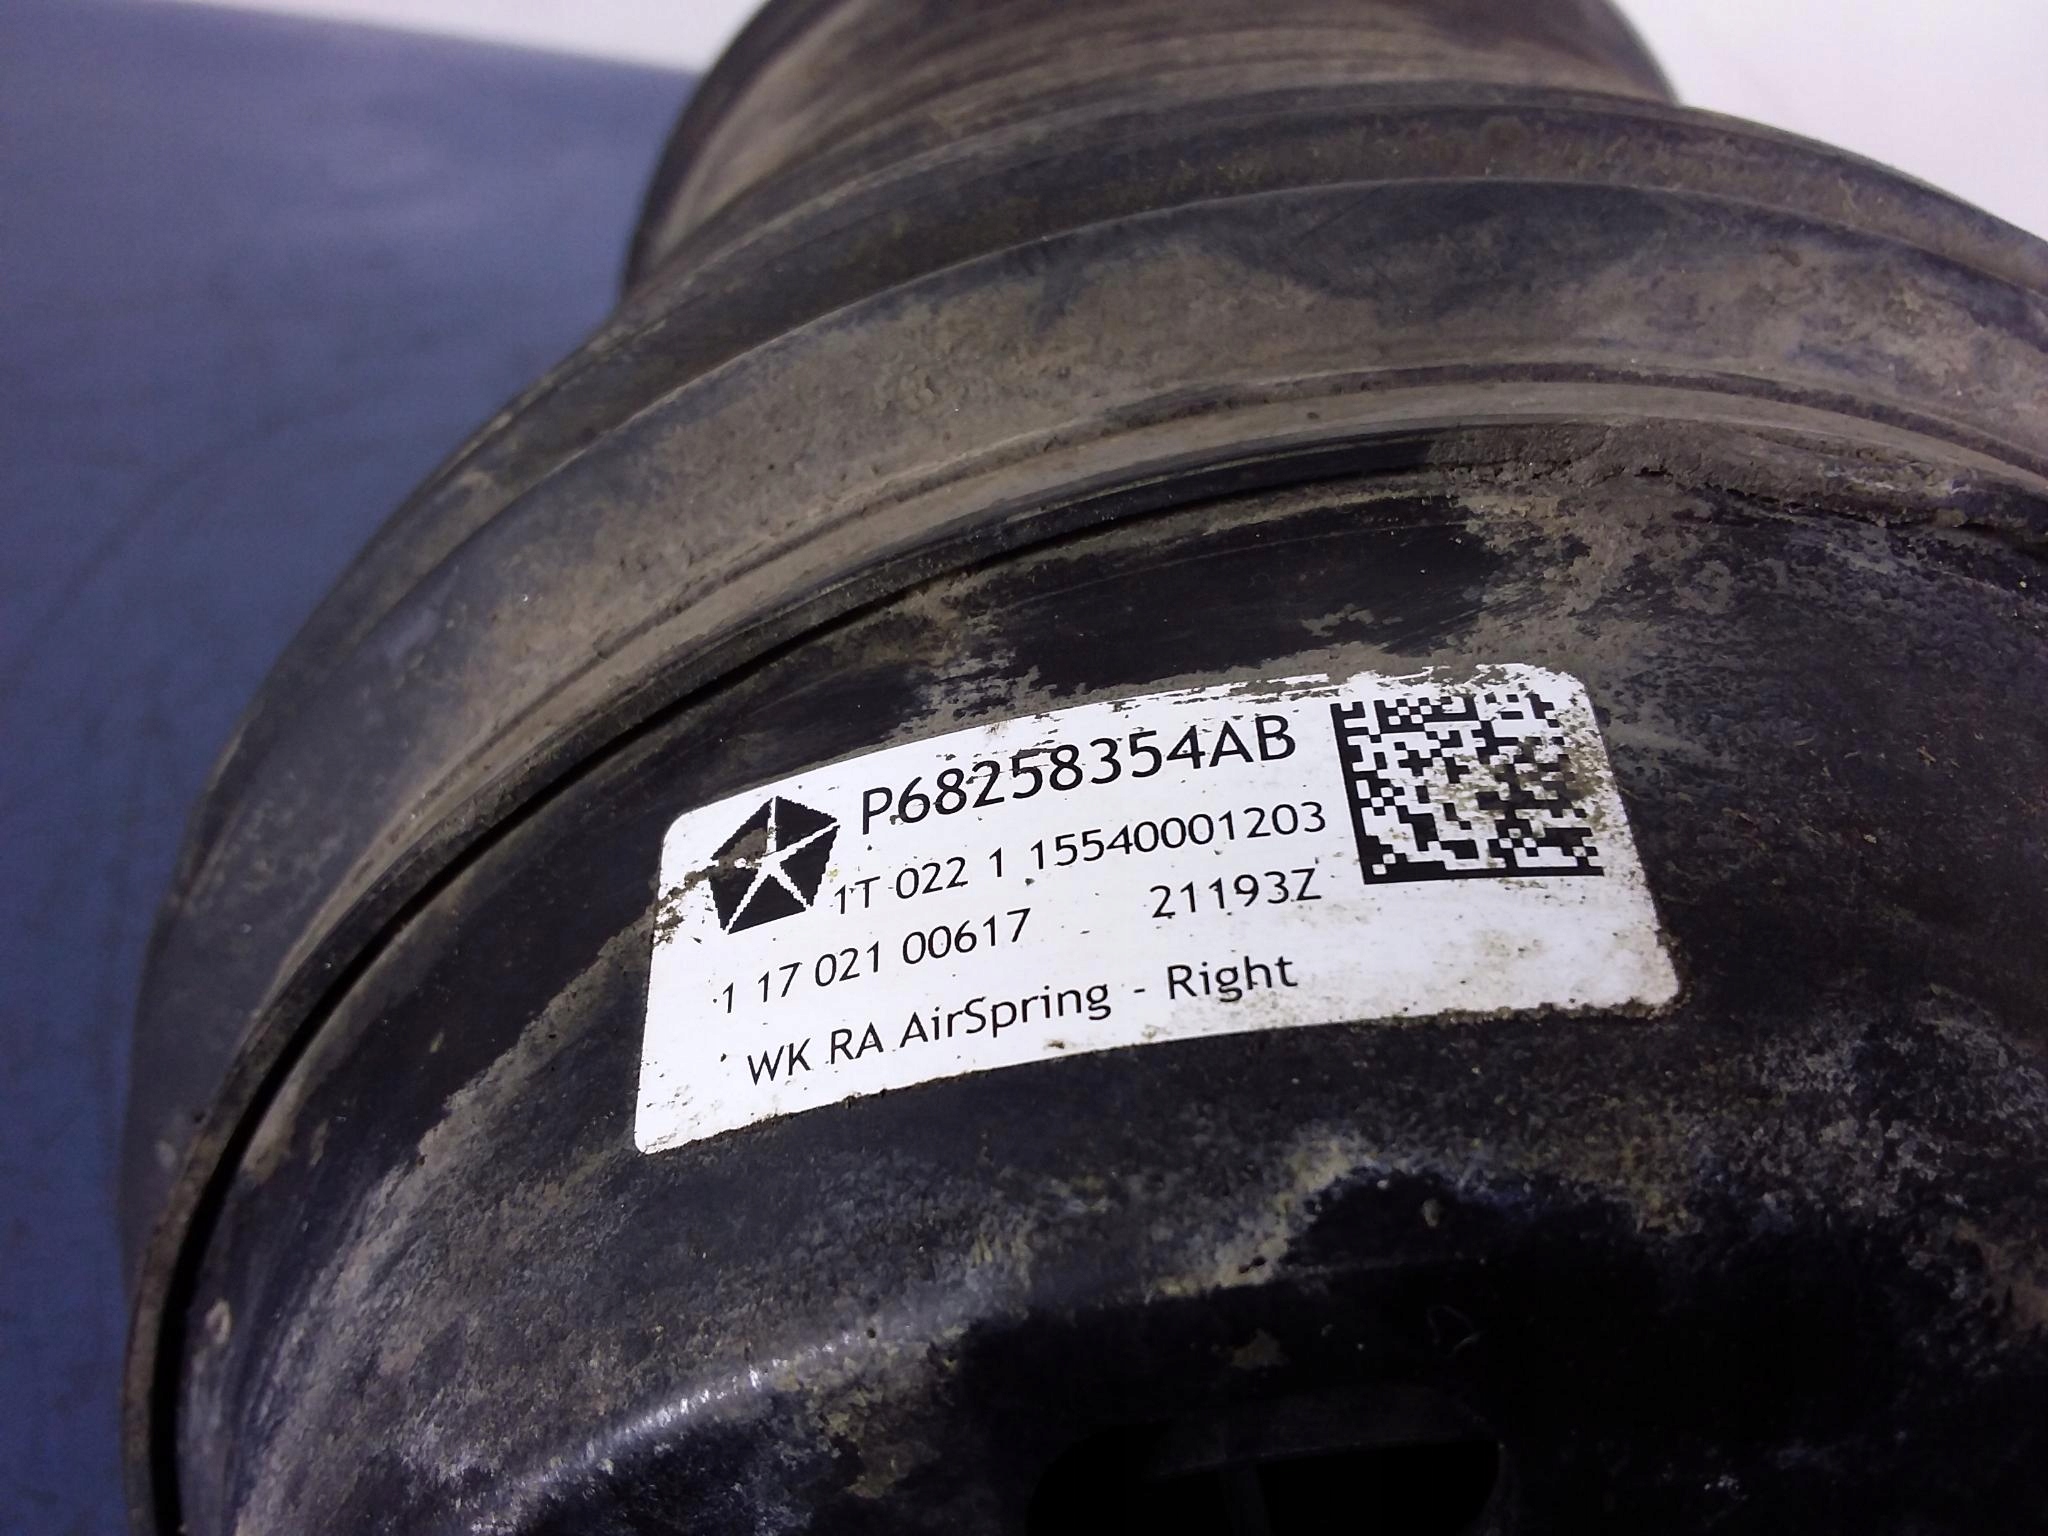 P68258354AB
1T 022 1 15540001203
1 17 021 00617 21193Z
WK RA AirSpring - Right